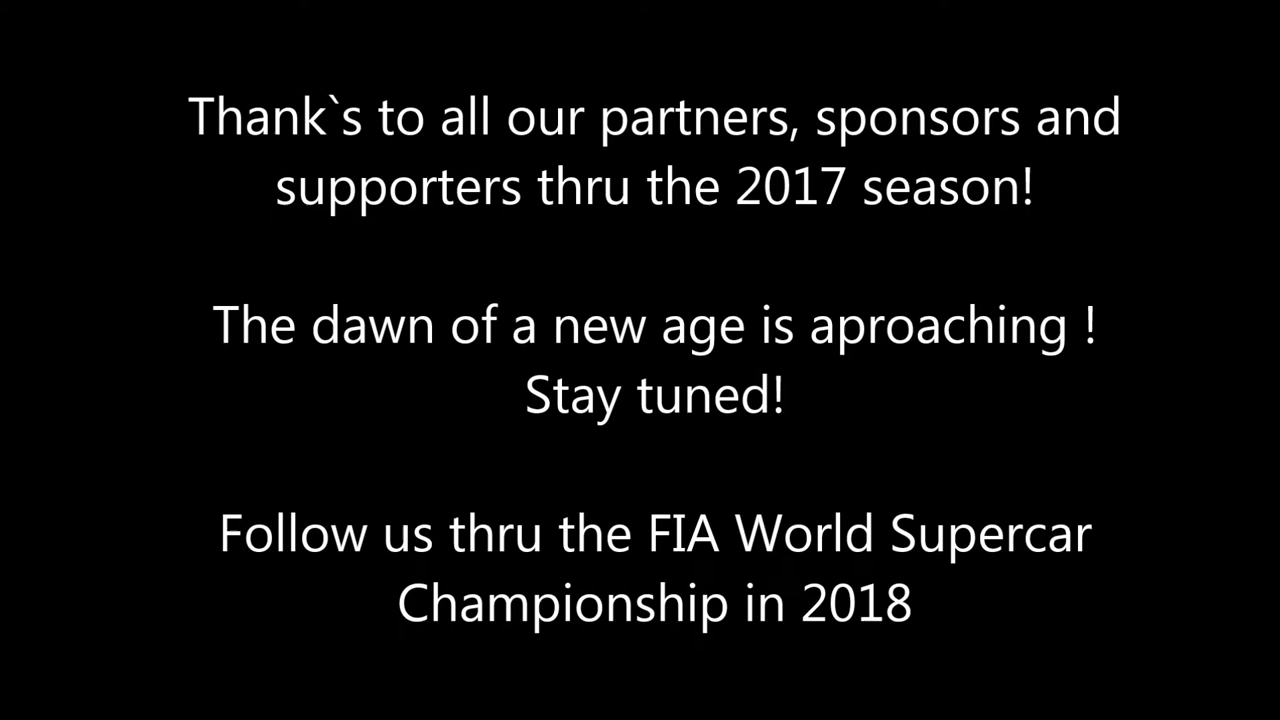 Thank`s to all our partners, sponsors and
supporters thru the 2017 season!
The dawn of a new age is aproaching !
Stay tuned!
Follow us thru the FIA World Supercar
Championship in 2018